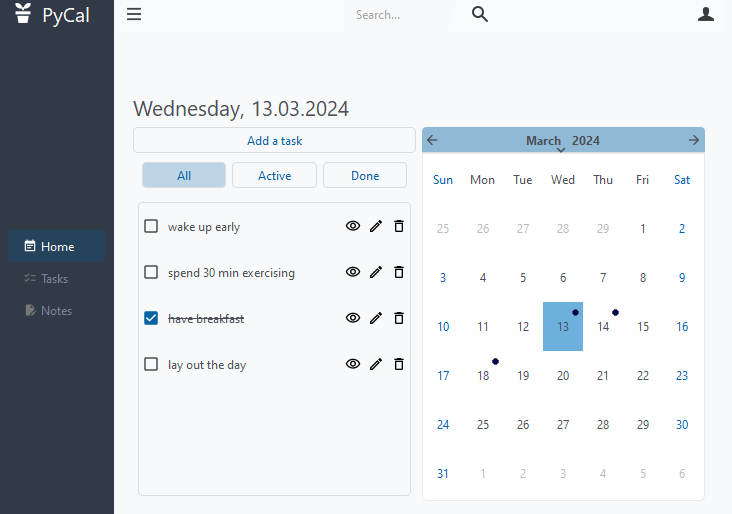 PyCal
Search...
Wednesday, 13.03.2024
Add a task
All Active Done
wake up early
spend 30 min exercising
have breakfast
lay out the day
Home
Tasks
Notes
March 2024
Sun Mon Tue Wed Thu Fri Sat
25 26 27 28 29 1 2
3 4 5 6 7 8 9
10 11 12 13 14 15 16
17 18 19 20 21 22 23
24 25 26 27 28 29 30
31 1 2 3 4 5 6